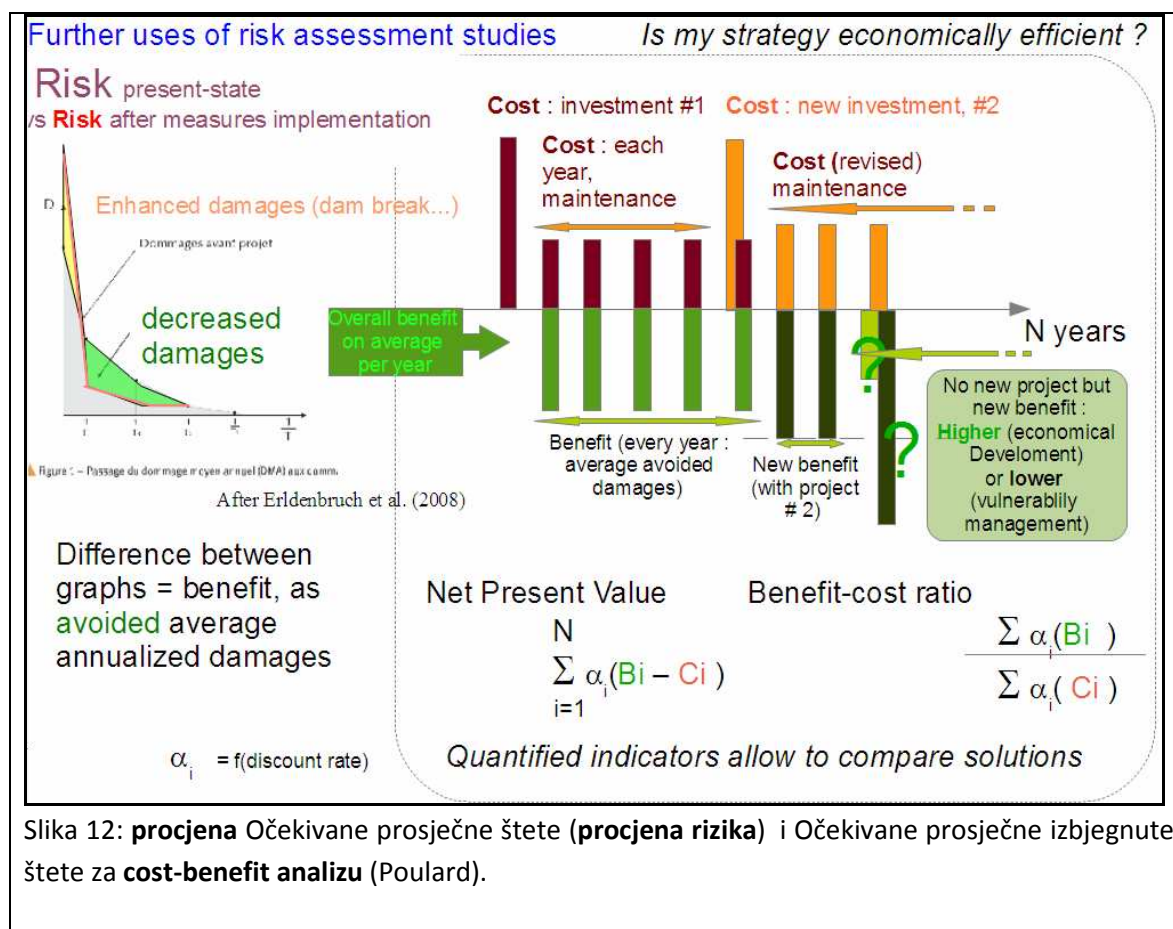 Further uses of risk assessment studies
Is my strategy economically efficient ?
Risk present-state
vs Risk after measures implementation
D
Enhanced damages (dam break...)
Dommages avant projet
decreased
damages
After Erldenbruch et al. (2008)
Difference between
graphs = benefit, as
avoided average
annualized damages
αi = f(discount rate)
Cost : investment #1
Cost : new investment, #2
Cost : each
year,
maintenance
Cost (revised)
maintenance
Overall benefit
on average
per year
N years
?
?
Benefit (every year :
average avoided
damages)
New benefit
(with project
# 2)
No new project but
new benefit :
Higher (economical
Develoment)
or lower
(vulnerablily
management)
Net Present Value
N
Σ αi(Bi – Ci )
i=1
Benefit-cost ratio
Σ αi(Bi )
Σ αi( Ci )
Quantified indicators allow to compare solutions
Slika 12: procjena Očekivane prosječne štete (procjena rizika) i Očekivane prosječne izbjegnute
štete za cost-benefit analizu (Poulard).